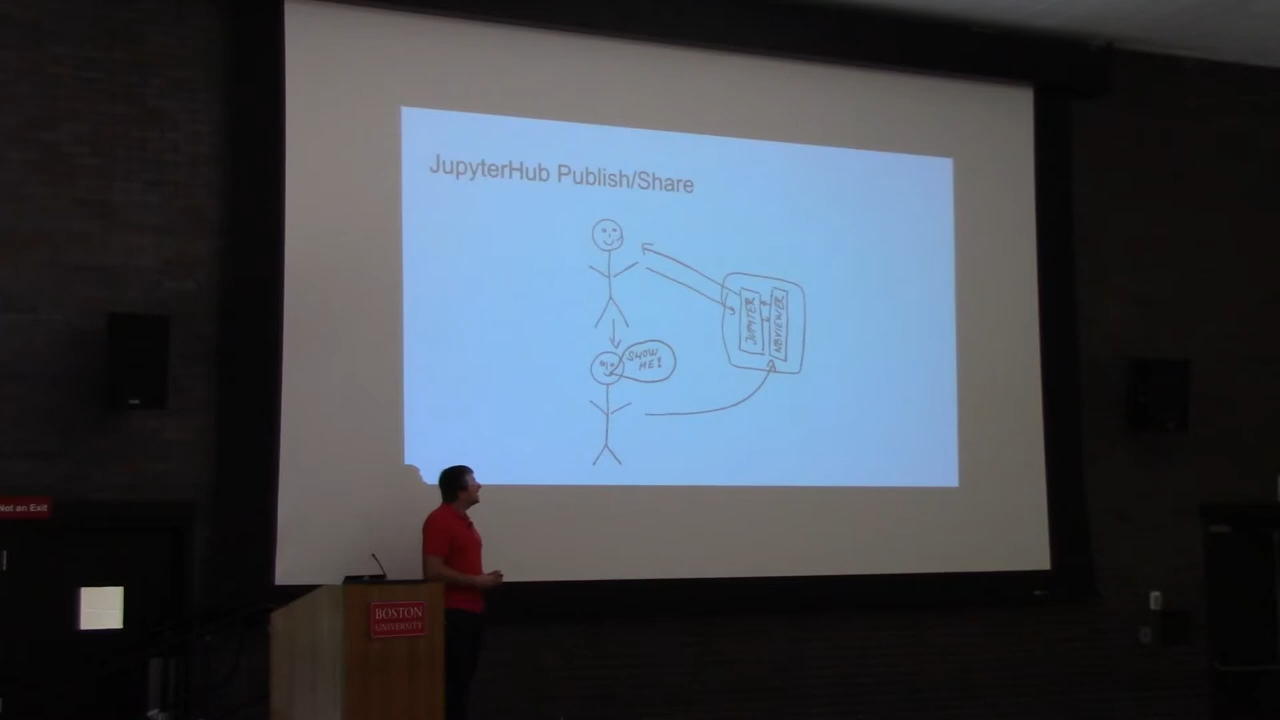 JupyterHub Publish/Share
JUPYTER
NBVIEWER
SHOW
ME!
Not an Exit
BOSTON
UNIVERSITY